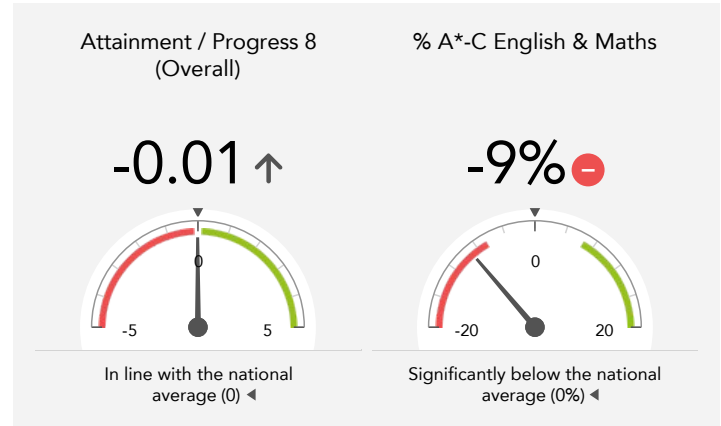 Attainment / Progress 8
(Overall)
-0.01
0
-5
5
In line with the national
average (0)
% A*-C English & Maths
-9%
0
-20
20
Significantly below the national
average (0%)